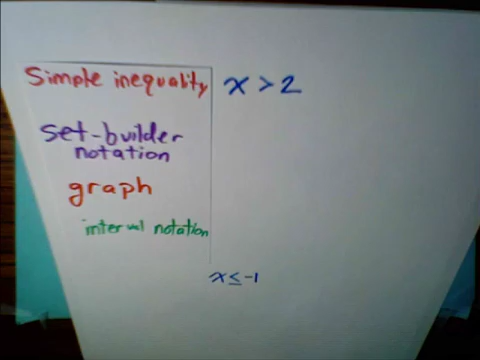 Simple inequality x > 2
set-builder
notation
graph
interval notation
x ≤ -1